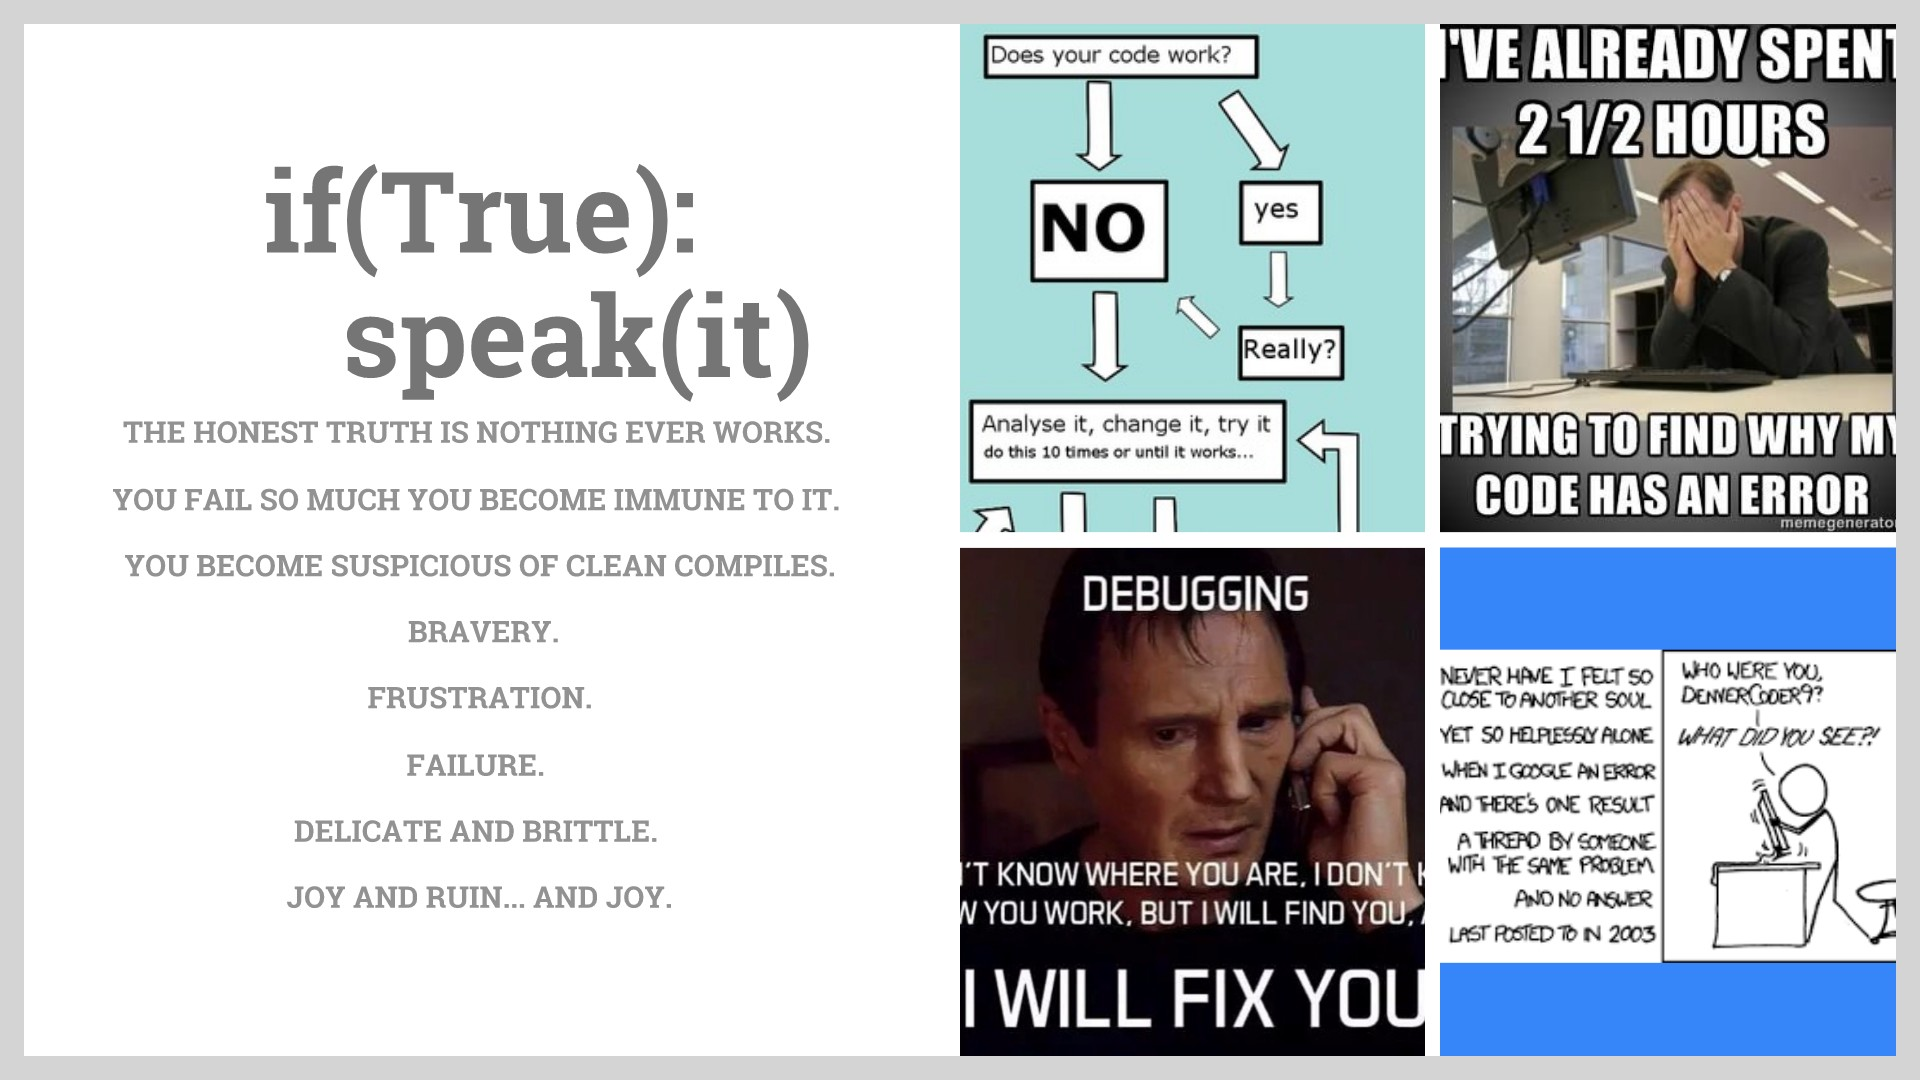 if(True):
speak(it)
THE HONEST TRUTH IS NOTHING EVER WORKS.
YOU FAIL SO MUCH YOU BECOME IMMUNE TO IT.
YOU BECOME SUSPICIOUS OF CLEAN COMPILES.
BRAVERY.
FRUSTRATION.
FAILURE.
DELICATE AND BRITTLE.
JOY AND RUIN... AND JOY.
Does your code work?
NO
yes
Really?
Analyse it, change it, try it
do this 10 times or until it works...
I'VE ALREADY SPENT
2 1/2 HOURS
TRYING TO FIND WHY MY
CODE HAS AN ERROR
memegenerato
DEBUGGING
'T KNOW WHERE YOU ARE, I DON'T K
W YOU WORK, BUT I WILL FIND YOU,
I WILL FIX YOU
NEVER HAVE I FELT SO
CLOSE TO ANOTHER SOUL
YET SO HELPLESSLY ALONE
WHEN I GOOGLE AN ERROR
AND THERE'S ONE RESULT
A THREAD BY SOMEONE
WITH THE SAME PROBLEM
AND NO ANSWER
LAST POSTED TO IN 2003
WHO WERE YOU,
DENVERCODER9?
WHAT DID YOU SEE?!